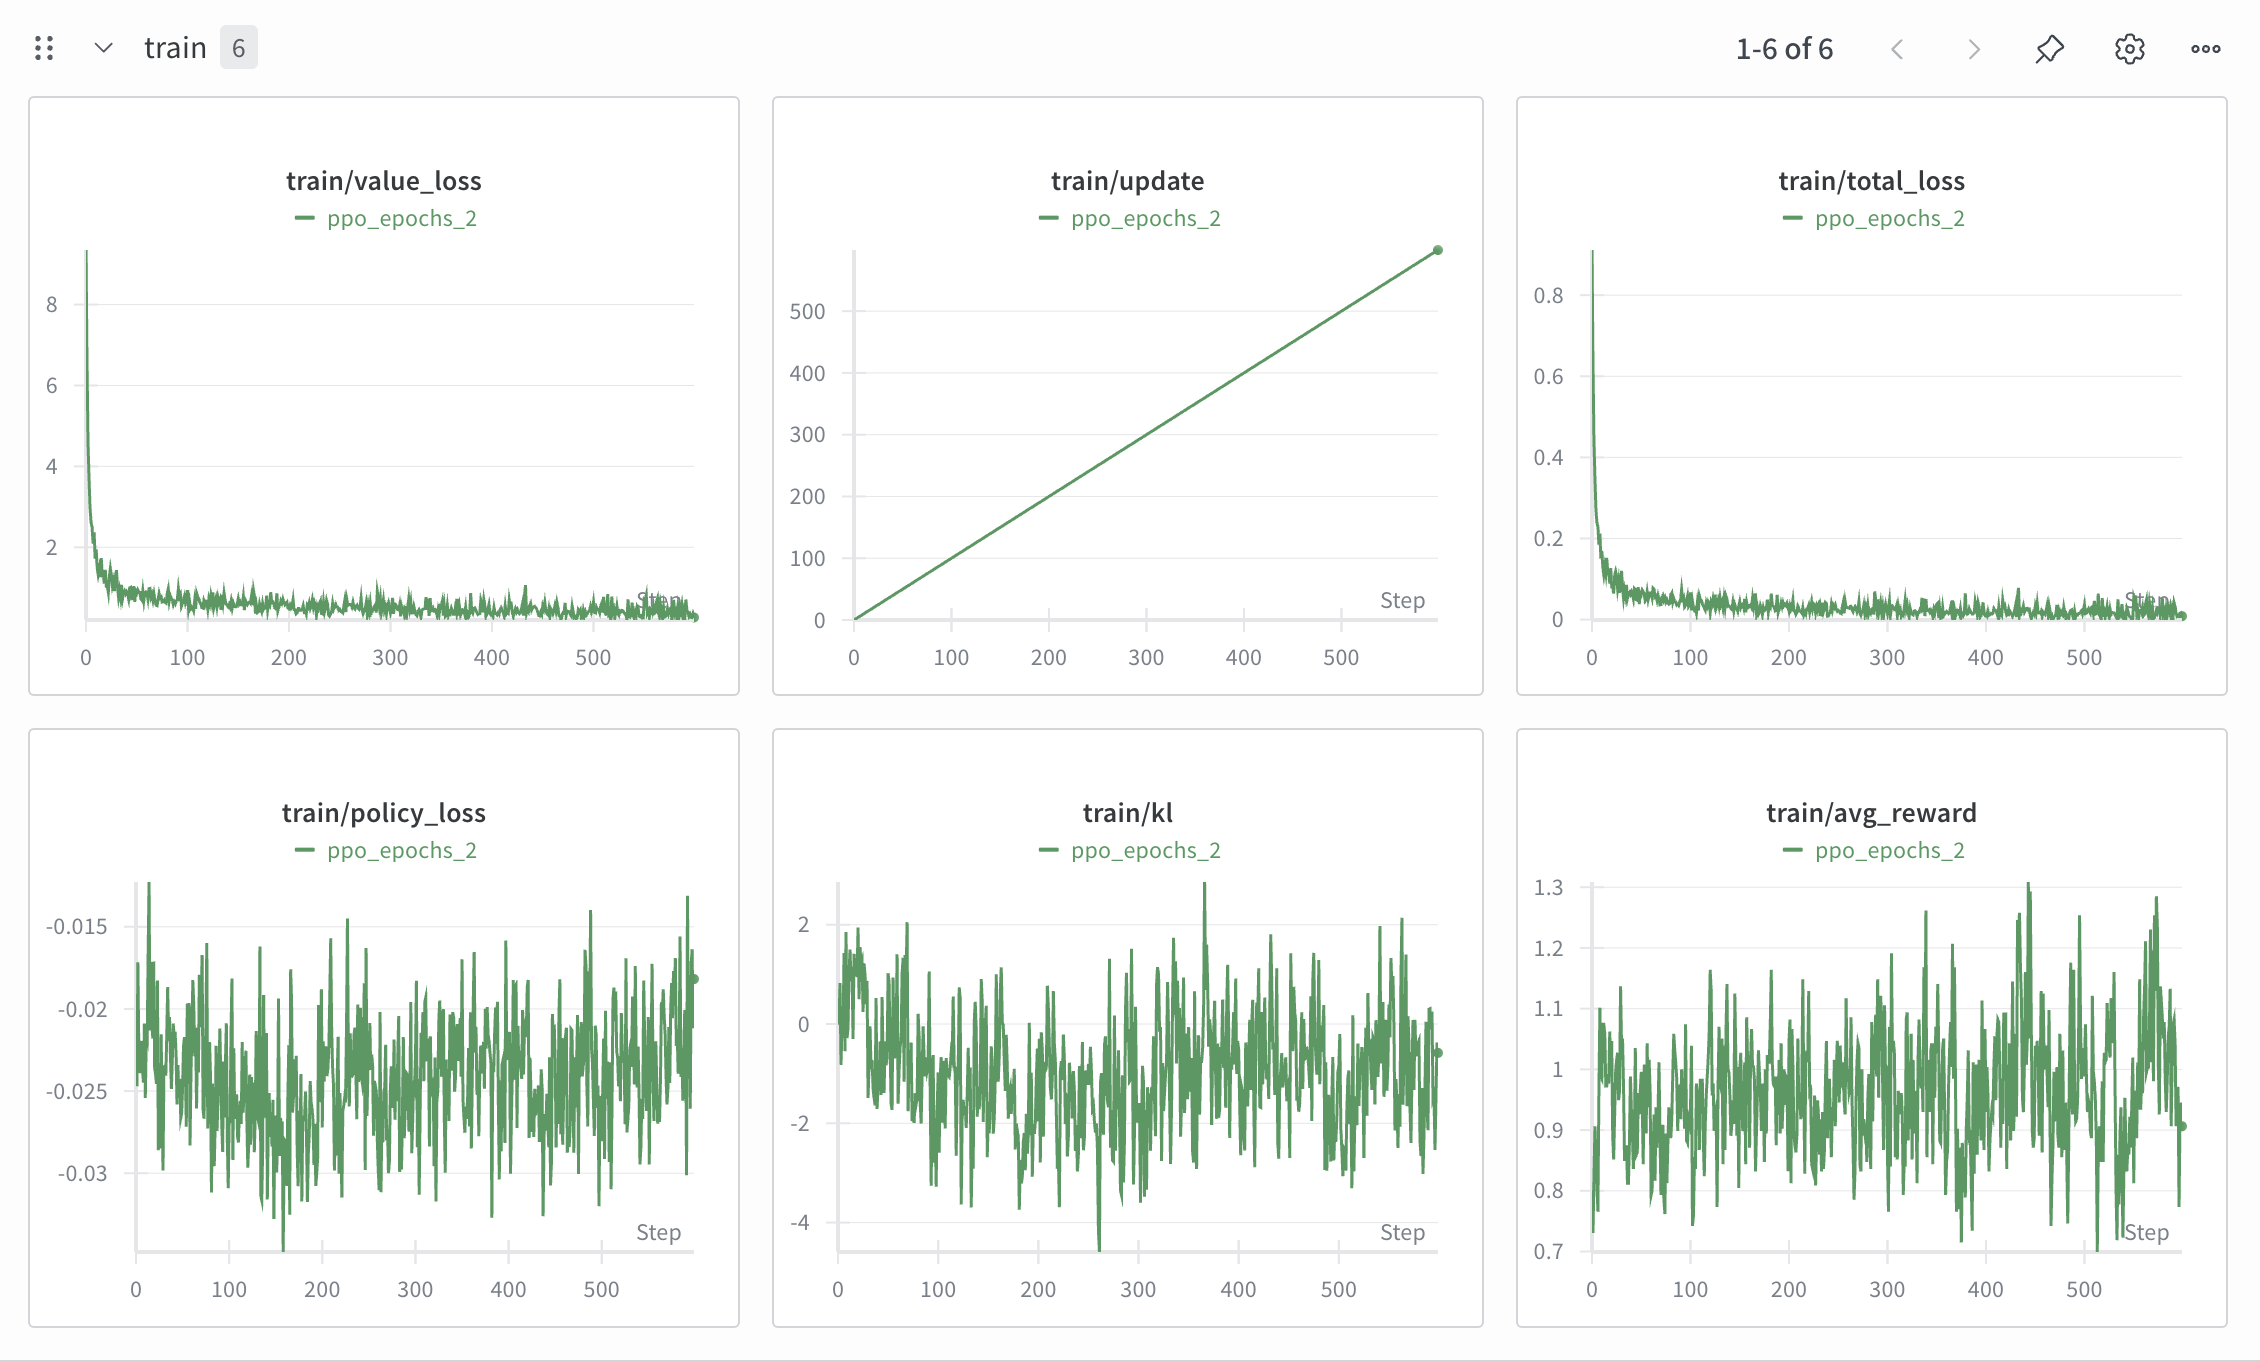 train 6
1-6 of 6
train/value_loss
ppo_epochs_2
8
6
4
2
Step
0 100 200 300 400 500
train/update
ppo_epochs_2
500
400
300
200
100
0
Step
0 100 200 300 400 500
train/total_loss
ppo_epochs_2
0.8
0.6
0.4
0.2
0
Step
0 100 200 300 400 500
train/policy_loss
ppo_epochs_2
-0.015
-0.02
-0.025
-0.03
Step
0 100 200 300 400 500
train/kl
ppo_epochs_2
2
0
-2
-4
Step
0 100 200 300 400 500
train/avg_reward
ppo_epochs_2
1.3
1.2
1.1
1
0.9
0.8
0.7
Step
0 100 200 300 400 500